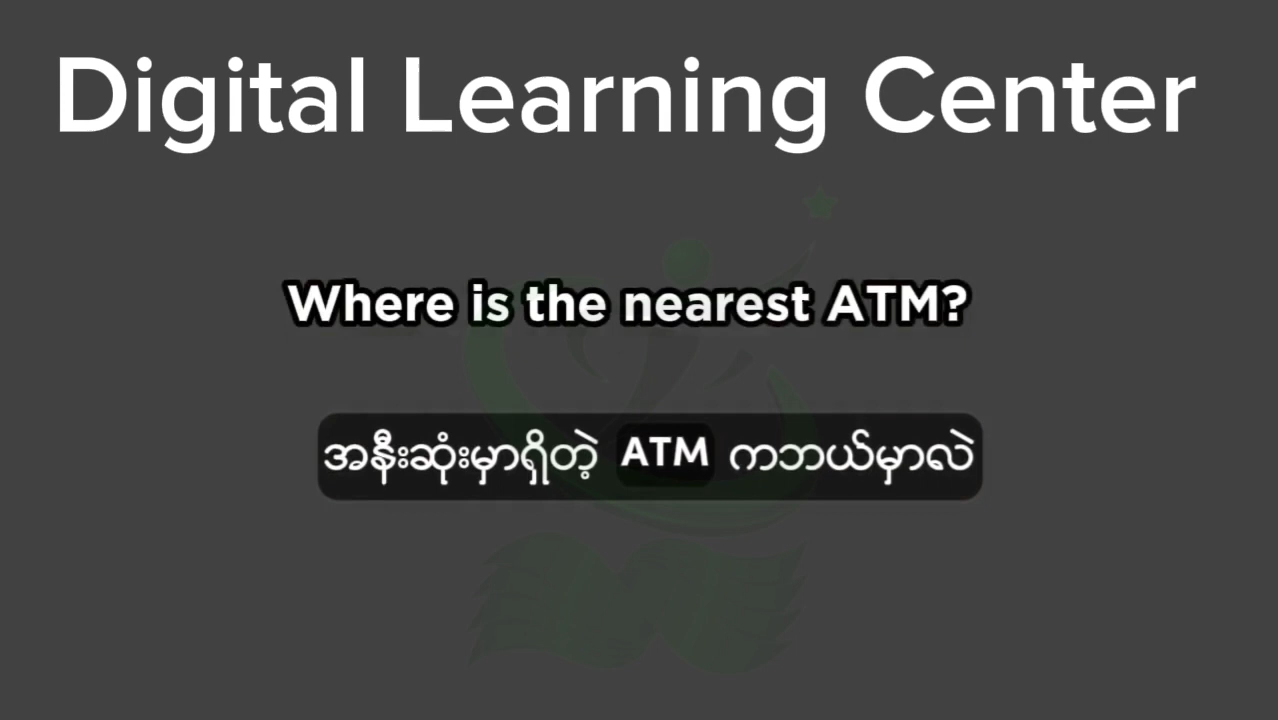 Digital Learning Center
Where is the nearest ATM?
အနီးဆုံးမှာရှိတဲ့ ATM ကဘယ်မှာလဲ